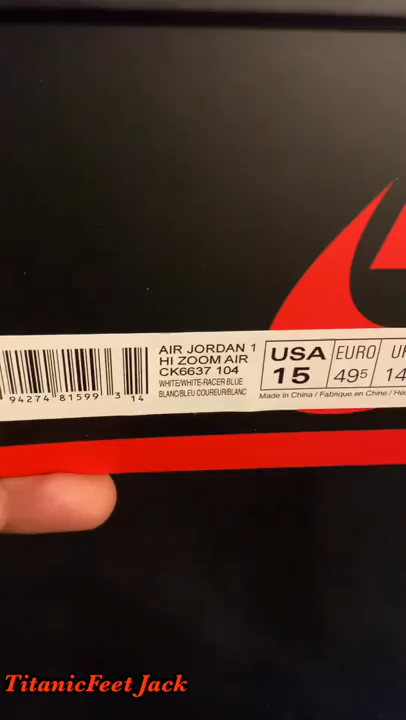 AIR JORDAN 1
HI ZOOM AIR
CK6637 104
WHITE/WHITE-RACER BLUE
BLANC/BLEU COUREUR/BLANC
94274 81599 3 14
USA
15
EURO
495
14
Made in China / Fabriqué en Chine /
TitanicFeet Jack